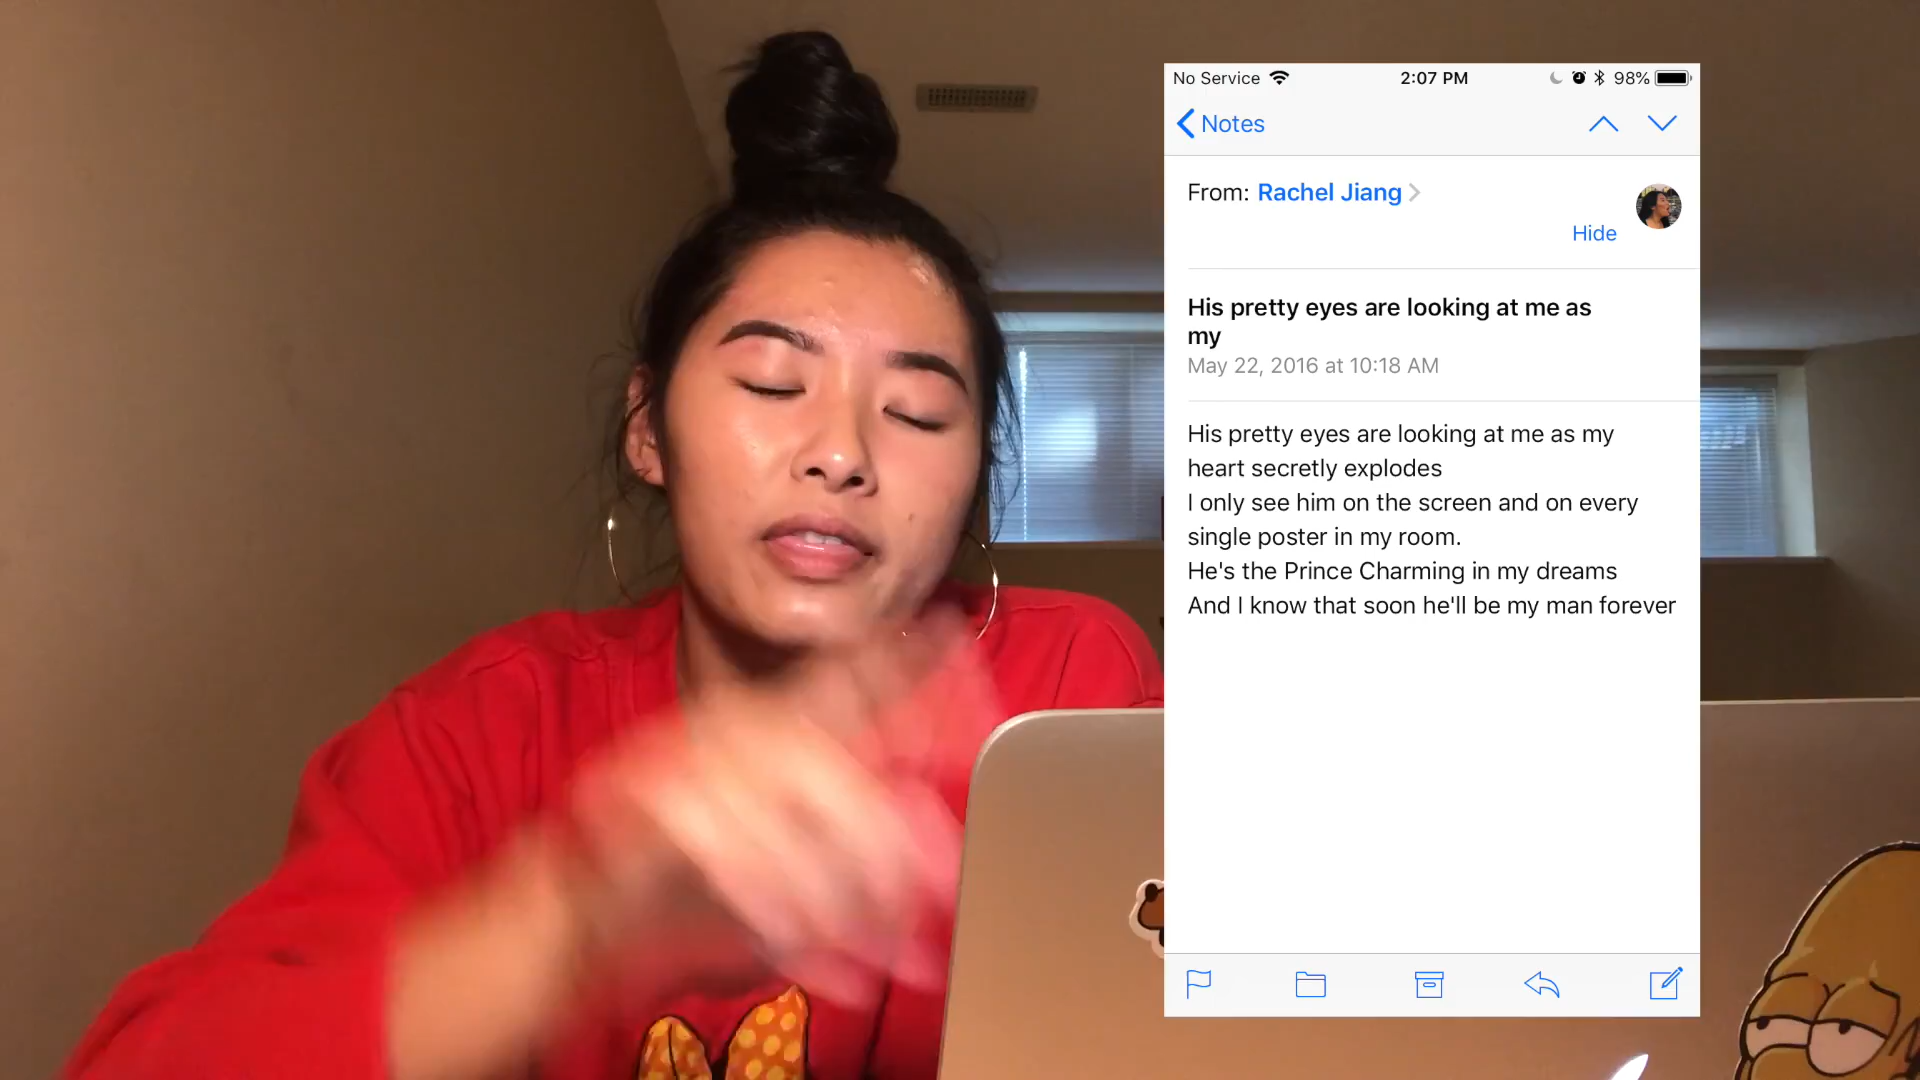 No Service 2:07 PM 98%
Notes
From: Rachel Jiang
Hide
His pretty eyes are looking at me as
my
May 22, 2016 at 10:18 AM
His pretty eyes are looking at me as my
heart secretly explodes
I only see him on the screen and on every
single poster in my room.
He's the Prince Charming in my dreams
And I know that soon he'll be my man forever